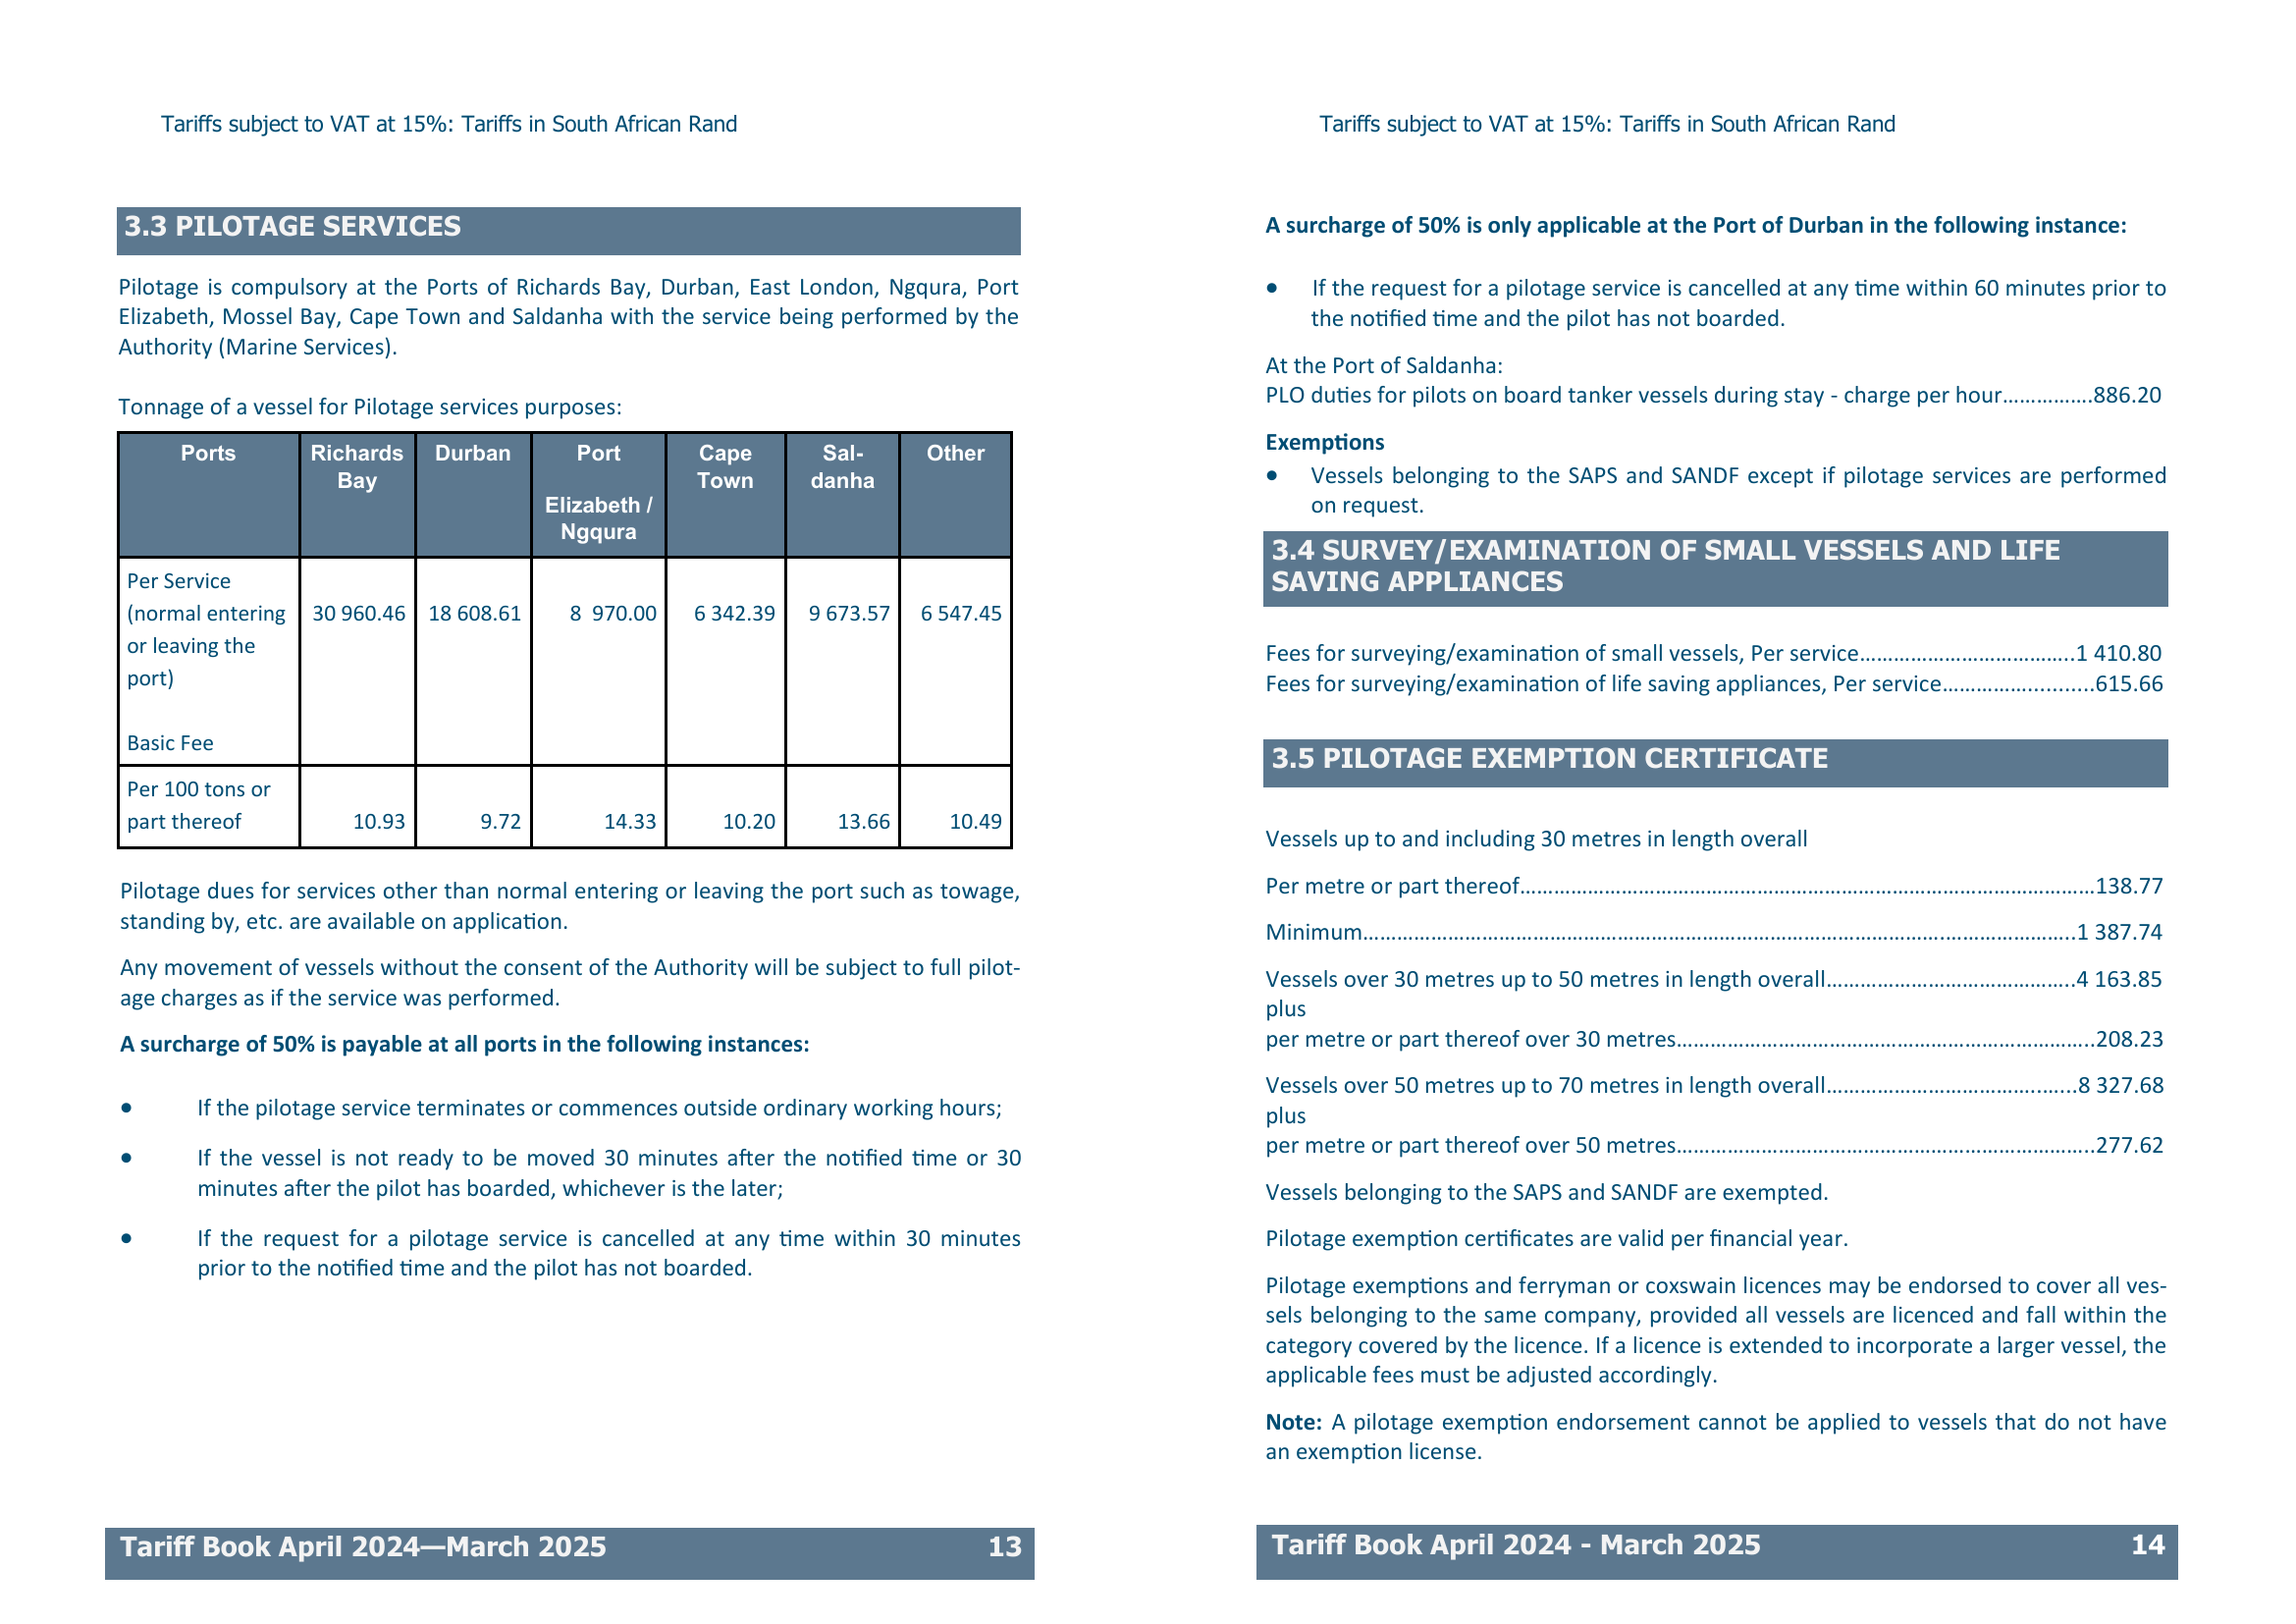 Tariffs subject to VAT at 15%: Tariffs in South African Rand
3.3 PILOTAGE SERVICES
Pilotage is compulsory at the Ports of Richards Bay, Durban, East London, Ngqura, Port
Elizabeth, Mossel Bay, Cape Town and Saldanha with the service being performed by the
Authority (Marine Services).
Tonnage of a vessel for Pilotage services purposes:
Ports Richards Bay Durban Port Elizabeth / Ngqura Cape Town Sal-danha Other
Per Service
(normal entering 30 960.46 18 608.61 8 970.00 6 342.39 9 673.57 6 547.45
or leaving the
port)
Basic Fee
Per 100 tons or
part thereof 10.93 9.72 14.33 10.20 13.66 10.49
Pilotage dues for services other than normal entering or leaving the port such as towage,
standing by, etc. are available on application.
Any movement of vessels without the consent of the Authority will be subject to full pilot-
age charges as if the service was performed.
A surcharge of 50% is payable at all ports in the following instances:
• If the pilotage service terminates or commences outside ordinary working hours;
• If the vessel is not ready to be moved 30 minutes after the notified time or 30
minutes after the pilot has boarded, whichever is the later;
• If the request for a pilotage service is cancelled at any time within 30 minutes
prior to the notified time and the pilot has not boarded.
Tariff Book April 2024—March 2025 13
Tariffs subject to VAT at 15%: Tariffs in South African Rand
A surcharge of 50% is only applicable at the Port of Durban in the following instance:
• If the request for a pilotage service is cancelled at any time within 60 minutes prior to
the notified time and the pilot has not boarded.
At the Port of Saldanha:
PLO duties for pilots on board tanker vessels during stay - charge per hour…………….886.20
Exemptions
• Vessels belonging to the SAPS and SANDF except if pilotage services are performed
on request.
3.4 SURVEY/EXAMINATION OF SMALL VESSELS AND LIFE
SAVING APPLIANCES
Fees for surveying/examination of small vessels, Per service………………………………..1 410.80
Fees for surveying/examination of life saving appliances, Per service……………..........615.66
3.5 PILOTAGE EXEMPTION CERTIFICATE
Vessels up to and including 30 metres in length overall
Per metre or part thereof……………………………………………………………………………………138.77
Minimum…………………………………………………………………………………….…………………..1 387.74
Vessels over 30 metres up to 50 metres in length overall…………………………………..4 163.85
plus
per metre or part thereof over 30 metres……………………………………………………………..208.23
Vessels over 50 metres up to 70 metres in length overall……………………………......8 327.68
plus
per metre or part thereof over 50 metres……………………………………………………………..277.62
Vessels belonging to the SAPS and SANDF are exempted.
Pilotage exemption certificates are valid per financial year.
Pilotage exemptions and ferryman or coxswain licences may be endorsed to cover all ves-
sels belonging to the same company, provided all vessels are licenced and fall within the
category covered by the licence. If a licence is extended to incorporate a larger vessel, the
applicable fees must be adjusted accordingly.
Note: A pilotage exemption endorsement cannot be applied to vessels that do not have
an exemption license.
Tariff Book April 2024 - March 2025 14